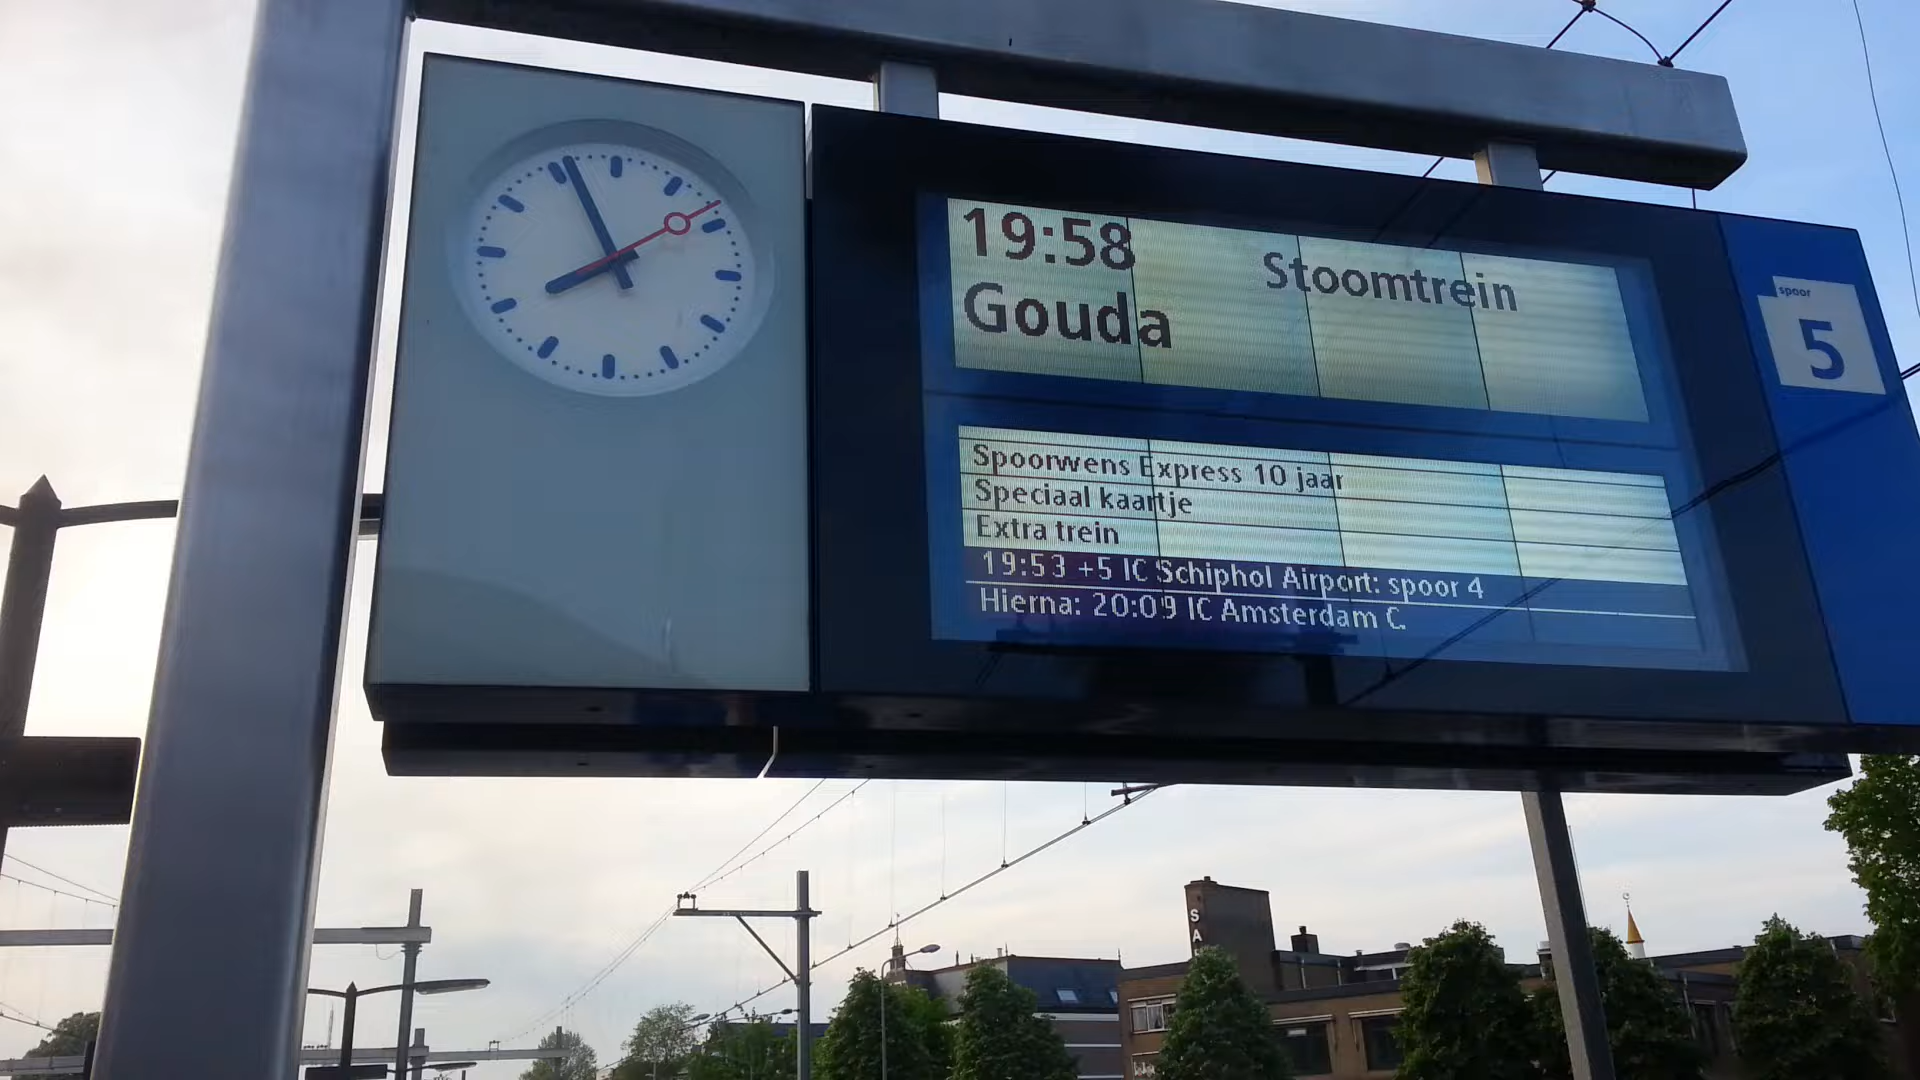 19:58
Stoomtrein
Gouda
spoor
5
Spoorwens Express 10 jaar
Speciaal kaartje
Extra trein
19:53 +5 IC Schiphol Airport: spoor 4
Hierna: 20:09 IC Amsterdam C.
S
A